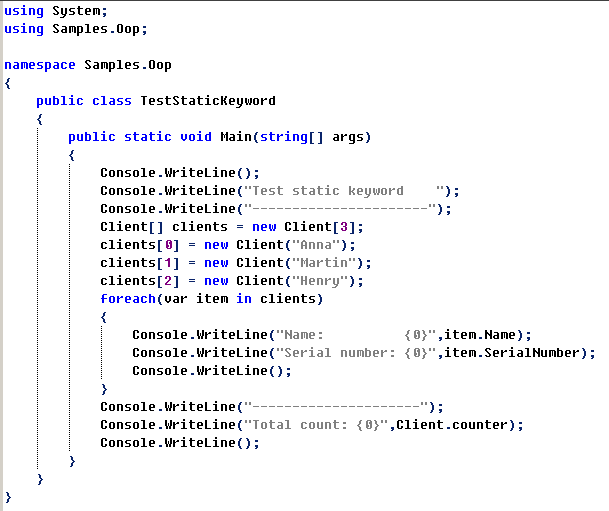 using System;
using Samples.Oop;

namespace Samples.Oop
{
    public class TestStaticKeyword
    {
        public static void Main(string[] args)
        {
            Console.WriteLine();
            Console.WriteLine("Test static keyword    ");
            Console.WriteLine("----------------------");
            Client[] clients = new Client[3];
            clients[0] = new Client("Anna");
            clients[1] = new Client("Martin");
            clients[2] = new Client("Henry");
            foreach(var item in clients)
            {
                Console.WriteLine("Name:          {0}",item.Name);
                Console.WriteLine("Serial number: {0}",item.SerialNumber);
                Console.WriteLine();
            }
            Console.WriteLine("---------------------");
            Console.WriteLine("Total count: {0}",Client.counter);
            Console.WriteLine();
        }
    }
}